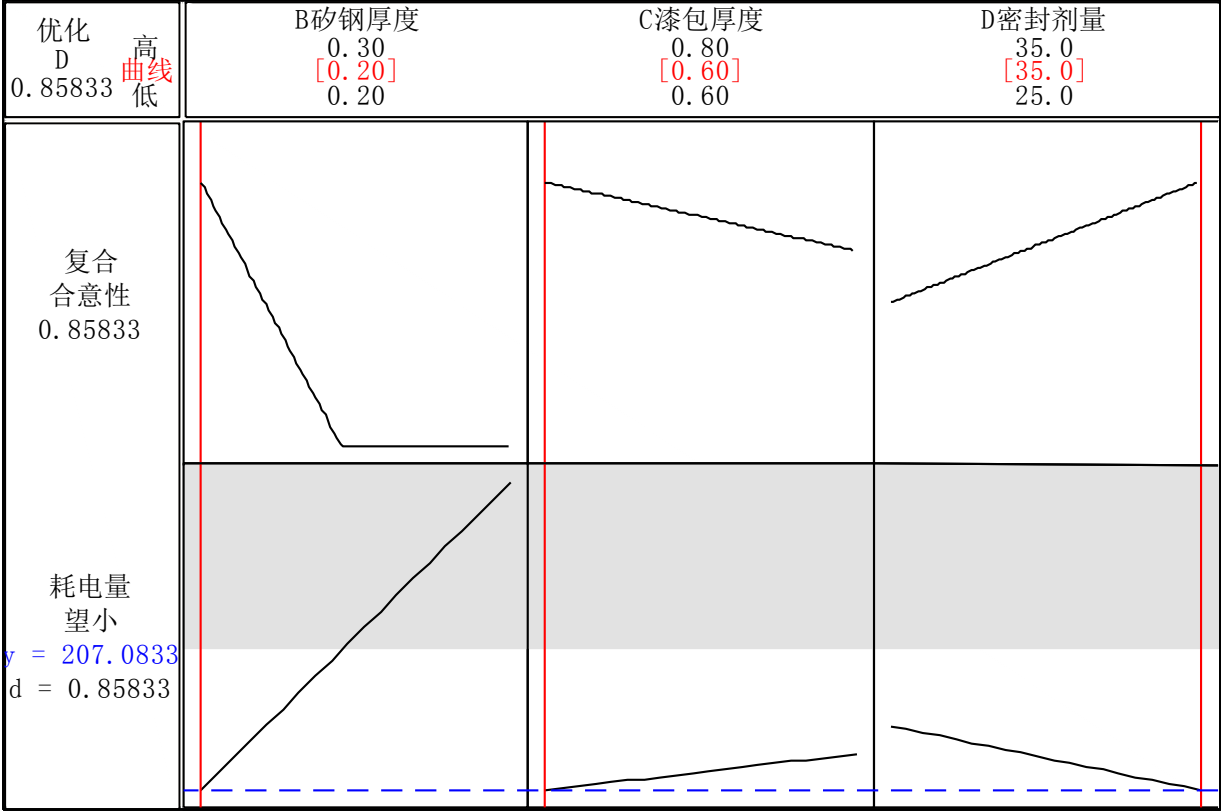 优化
D
0.85833
高
曲线
低
B矽钢厚度
0.30
[0.20]
0.20
C漆包厚度
0.80
[0.60]
0.60
D密封剂量
35.0
[35.0]
25.0
复合
合意性
0.85833
耗电量
望小
y = 207.0833
d = 0.85833